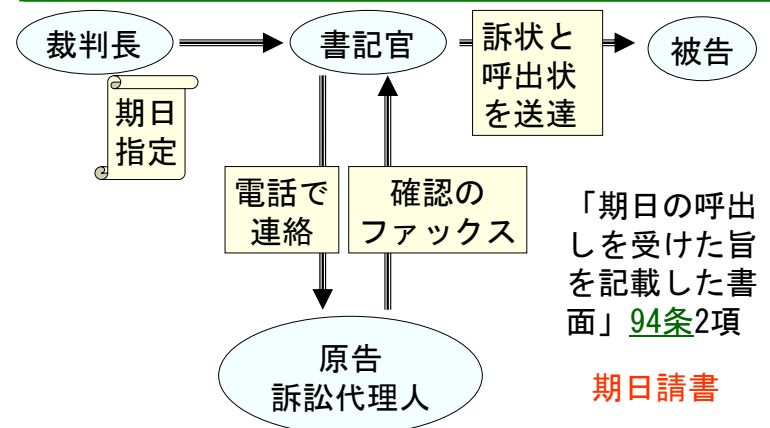 裁判長
書記官
訴状と
呼出状
を送達
被告
期日
指定
電話で
連絡
確認の
ファックス
「期日の呼出
しを受けた旨
を記載した書
面」94条2項
原告
訴訟代理人
期日請書